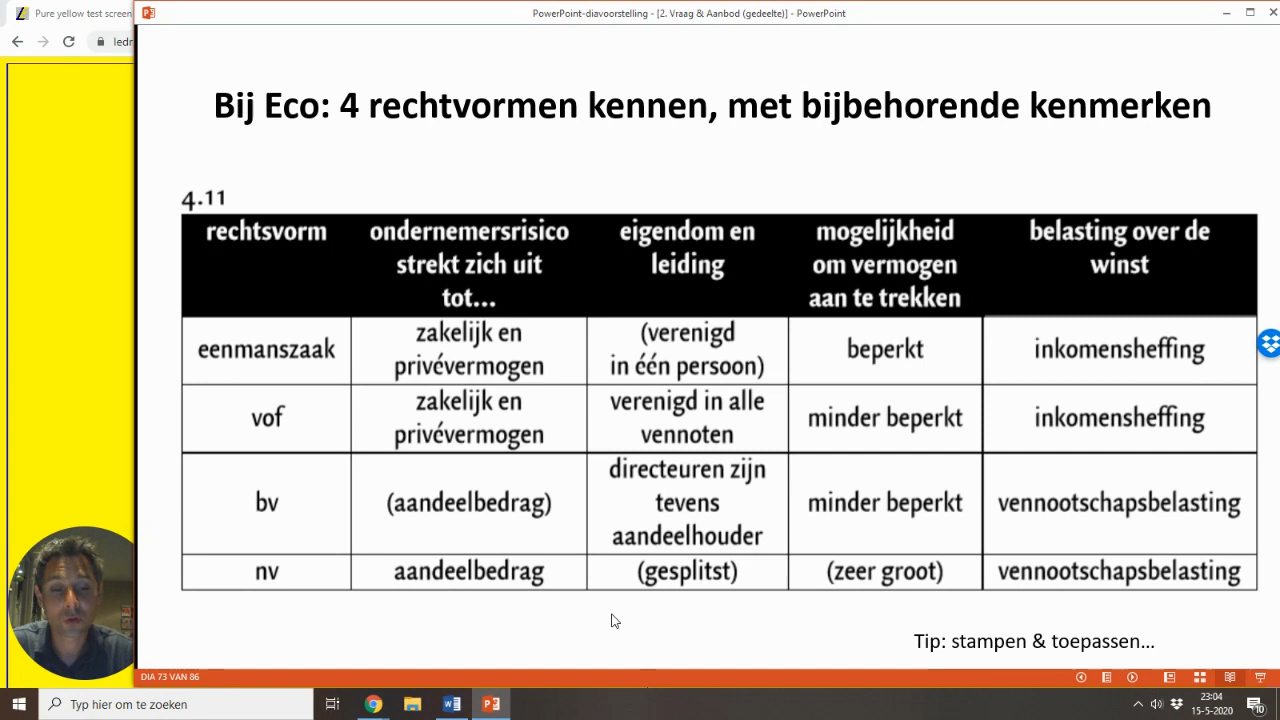 Pure yellow test screen
PowerPoint-diavoorstelling - [2. Vraag & Aanbod (gedeelte)] - PowerPoint
ledr
Bij Eco: 4 rechtvormen kennen, met bijbehorende kenmerken
4.11
rechtsvorm
ondernemersrisico
strekt zich uit
tot...
eigendom en
leiding
mogelijkheid
om vermogen
aan te trekken
belasting over de
winst
eenmanszaak
zakelijk en
privévermogen
(verenigd
in één persoon)
beperkt
inkomensheffing
vof
zakelijk en
privévermogen
verenigd in alle
vennoten
minder beperkt
inkomensheffing
bv
(aandeelbedrag)
directeuren zijn
tevens
aandeelhouder
minder beperkt
vennootschapsbelasting
nv
aandeelbedrag
(gesplitst)
(zeer groot)
vennootschapsbelasting
Tip: stampen & toepassen...
DIA 73 VAN 86
Typ hier om te zoeken
23:04
15-5-2020
10